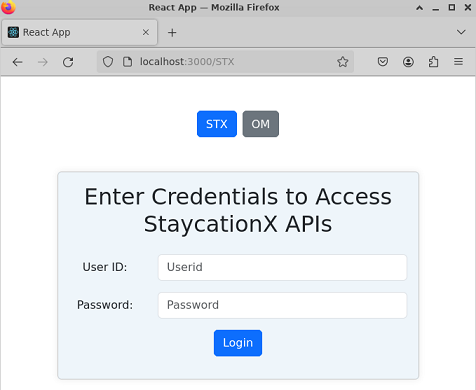 React App — Mozilla Firefox
React App
localhost:3000/STX
STX OM
Enter Credentials to Access
StaycationX APIs
User ID: Userid
Password: Password
Login